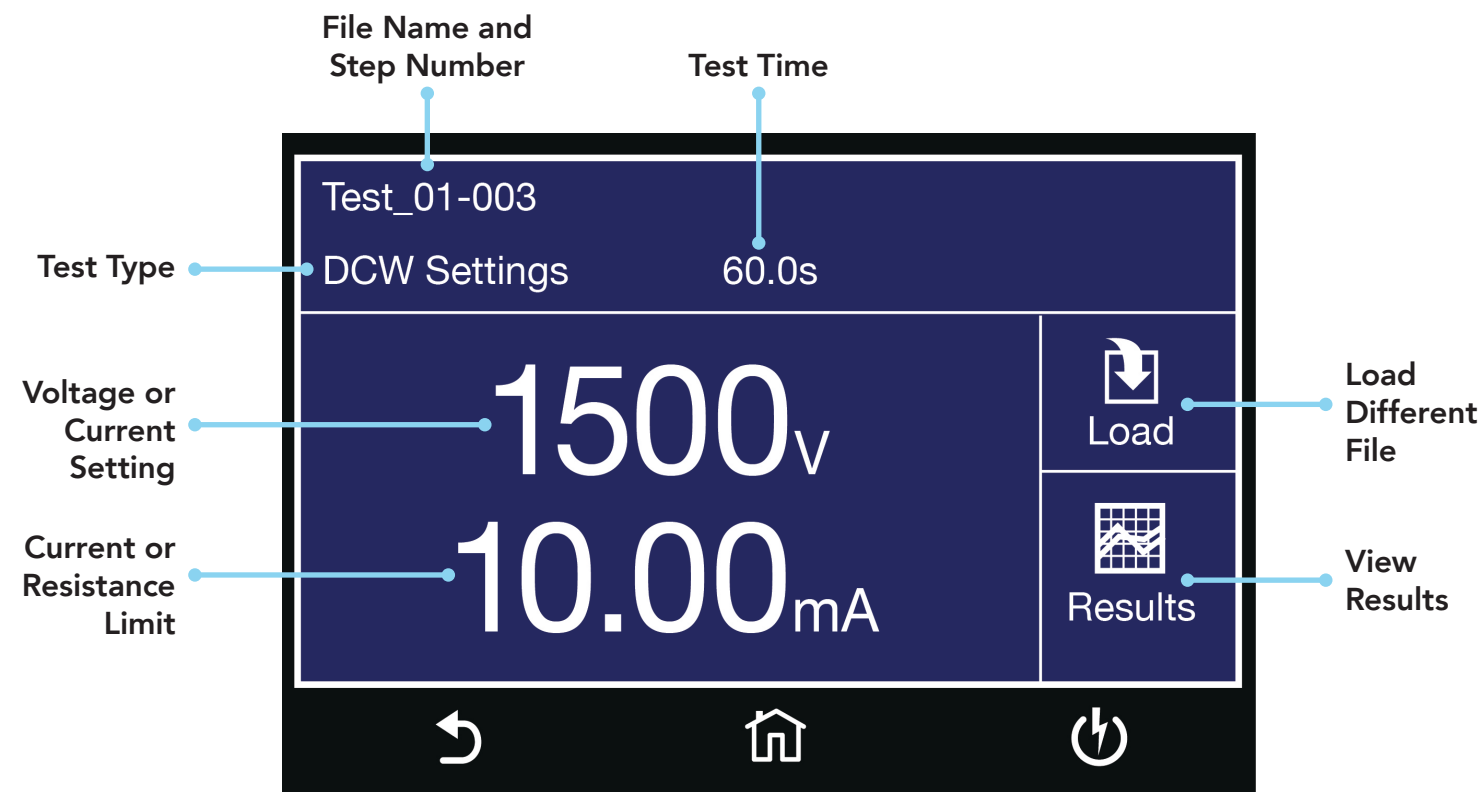 File Name and
Step Number
Test Time
Test_01-003
Test Type
DCW Settings
60.0s
Voltage or
Current
Setting
1500V
Load
Load
Different
File
Current or
Resistance
Limit
10.00mA
Results
View
Results